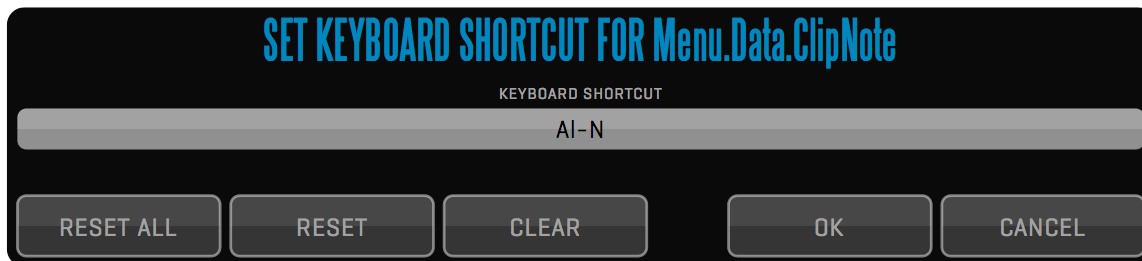 SET KEYBOARD SHORTCUT FOR Menu.Data.ClipNote
KEYBOARD SHORTCUT
Al-N
RESET ALL RESET CLEAR OK CANCEL